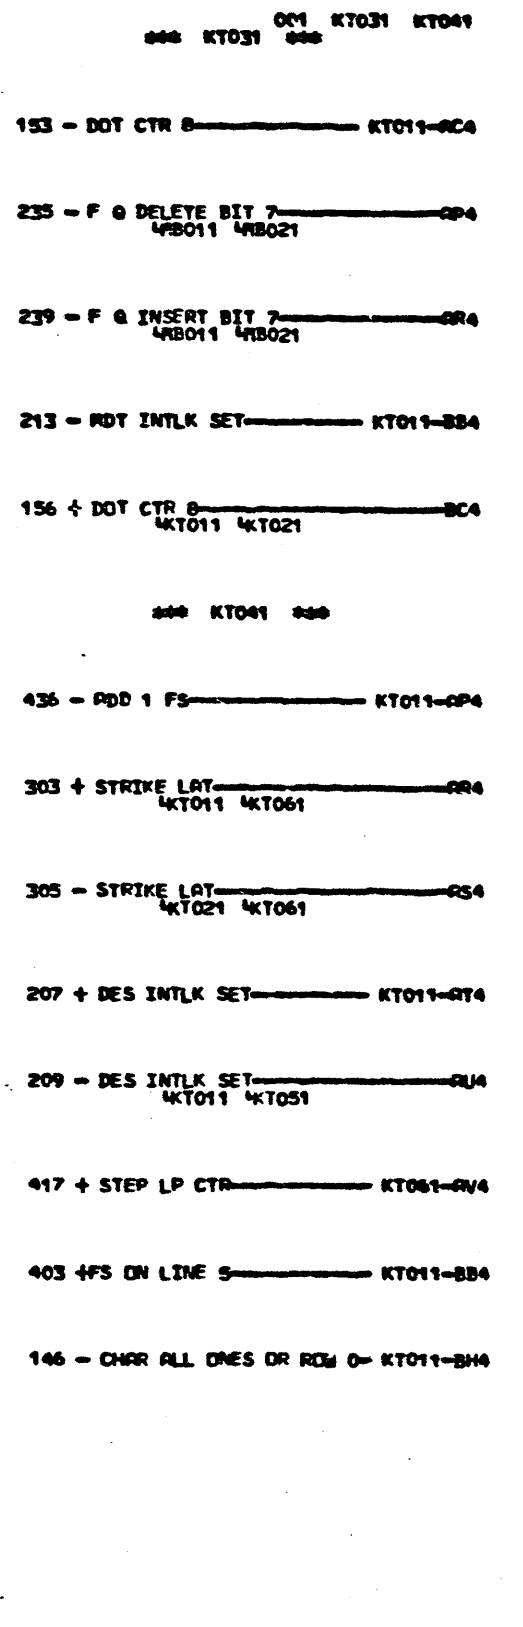 001 KT031 KT041
*** KT031 ***
153 - DOT CTR 8 KT011-AC4
235 - F Q DELETE BIT 7 AP4
4RB011 4RB021
239 - F Q INSERT BIT 7 AR4
4RB011 4RB021
213 - RDT INTLK SET KT011-BB4
156 + DOT CTR 8 BC4
4KT011 4KT021
*** KT041 ***
436 - ADD 1 FS KT011-AP4
303 + STRIKE LAT AR4
4KT011 4KT061
305 - STRIKE LAT AS4
4KT021 4KT061
207 + DES INTLK SET KT011-AT4
209 - DES INTLK SET AU4
4KT011 4KT051
417 + STEP LP CTR KT061-AV4
403 +FS ON LINE S KT011-BB4
146 - CHAR ALL ONES OR ROW 0- KT011-BH4